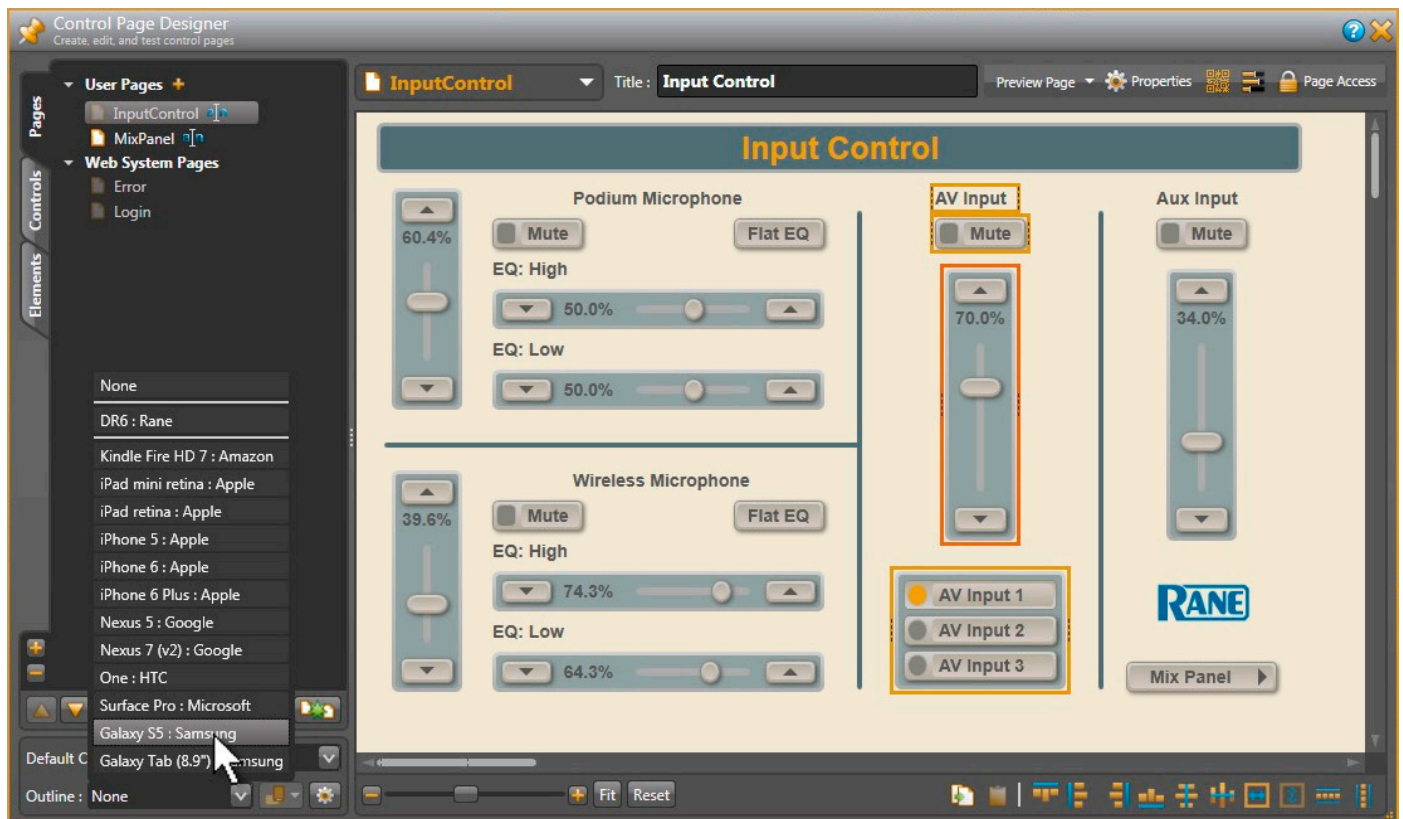 Control Page Designer
Create, edit, and test control pages
Pages
Controls
Elements
User Pages
InputControl
MixPanel
Web System Pages
Error
Login
InputControl
Title :
Input Control
Preview Page
Properties
Page Access
Input Control
Podium Microphone
60.4%
Mute
Flat EQ
EQ: High
50.0%
EQ: Low
50.0%
Wireless Microphone
39.6%
Mute
Flat EQ
EQ: High
74.3%
EQ: Low
64.3%
AV Input
Mute
70.0%
AV Input 1
AV Input 2
AV Input 3
Aux Input
Mute
34.0%
RANE
Mix Panel
None
DR6 : Rane
Kindle Fire HD 7 : Amazon
iPad mini retina : Apple
iPad retina : Apple
iPhone 5 : Apple
iPhone 6 : Apple
iPhone 6 Plus : Apple
Nexus 5 : Google
Nexus 7 (v2) : Google
One : HTC
Surface Pro : Microsoft
Galaxy S5 : Samsung
Galaxy Tab (8.9")
Default
Outline : None
Fit
Reset